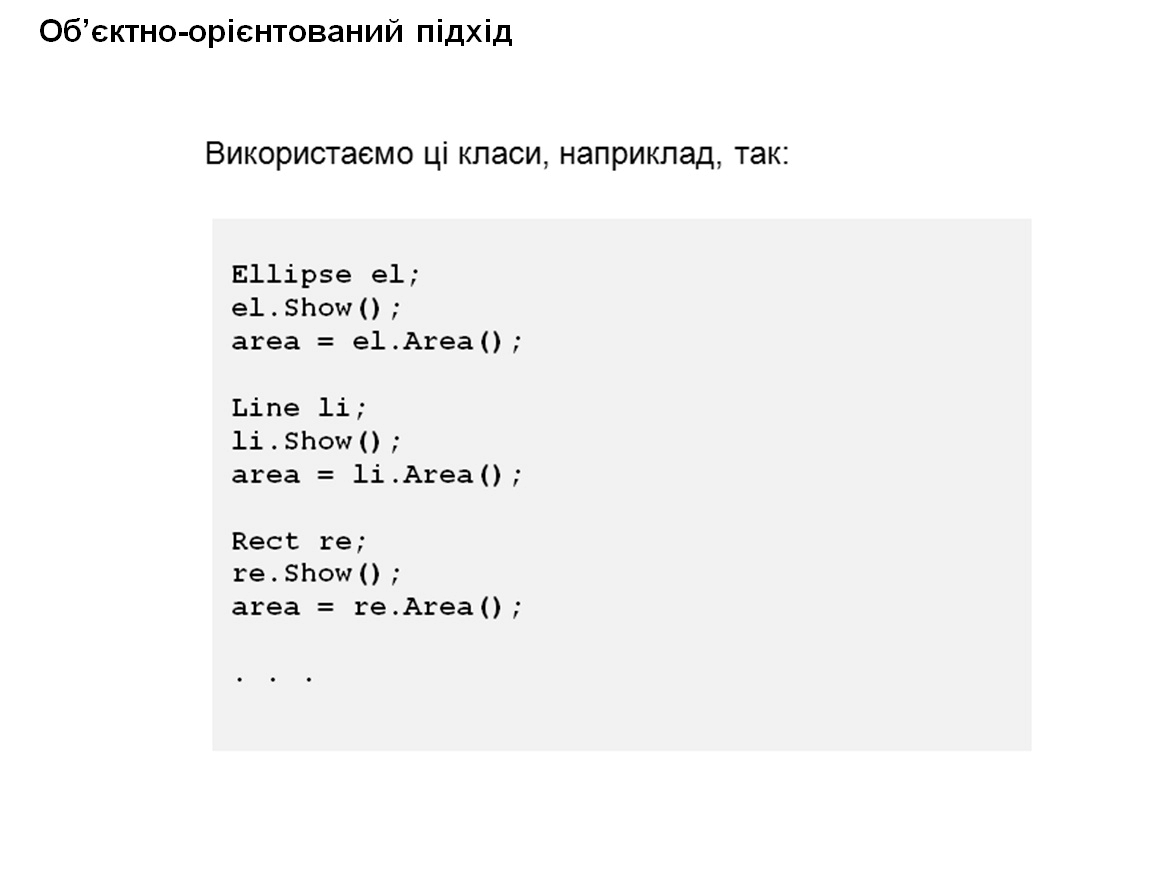 Об’єктно-орієнтований підхід
Використаємо ці класи, наприклад, так:
Ellipse el;
el.Show();
area = el.Area();
Line li;
li.Show();
area = li.Area();
Rect re;
re.Show();
area = re.Area();
. . .